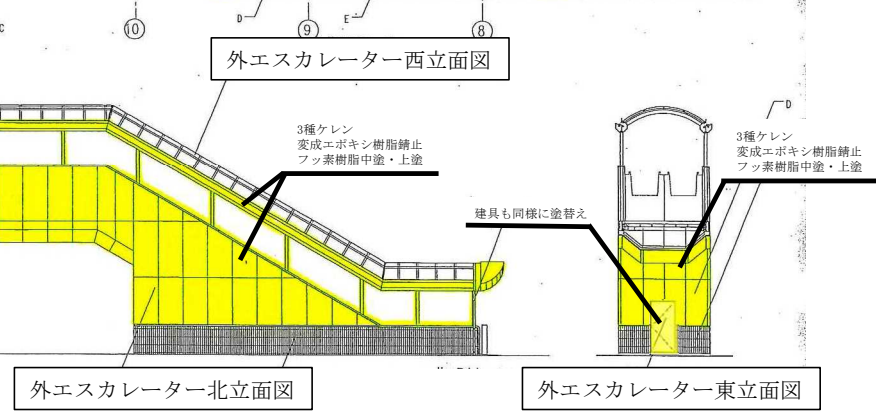 C
10
D
E
9
8
外エスカレーター西立面図
D
3種ケレン
変成エポキシ樹脂錆止
フッ素樹脂中塗・上塗
3種ケレン
変成エポキシ樹脂錆止
フッ素樹脂中塗・上塗
建具も同様に塗替え
外エスカレーター北立面図
外エスカレーター東立面図